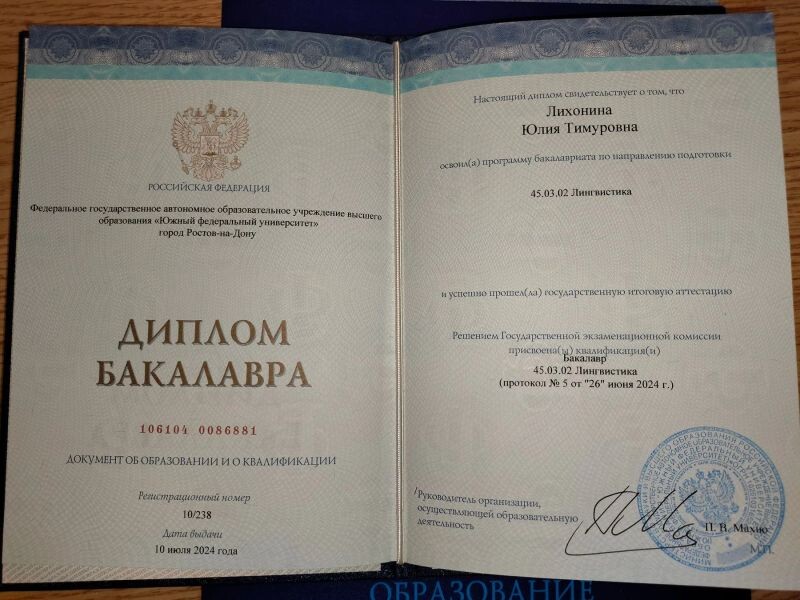 РОССИЙСКАЯ ФЕДЕРАЦИЯ
Федеральное государственное автономное образовательное учреждение высшего
образования «Южный федеральный университет»
город Ростов-на-Дону
ДИПЛОМ
БАКАЛАВРА
106104 0086881
ДОКУМЕНТ ОБ ОБРАЗОВАНИИ И О КВАЛИФИКАЦИИ
Регистрационный номер
10/238
Дата выдачи
10 июля 2024 года
Настоящий диплом свидетельствует о том, что
Лихонина
Юлия Тимуровна
освоил(а) программу бакалавриата по направлению подготовки
45.03.02 Лингвистика
и успешно прошел(ла) государственную итоговую аттестацию
Решением Государственной экзаменационной комиссии
присвоена(ы) квалификация(и)
Бакалавр
45.03.02 Лингвистика
(протокол № 5 от "26" июня 2024 г.)
Руководитель организации,
осуществляющей образовательную
деятельность
П. В. Махно
М.П.
ОБРАЗОВАНИЕ